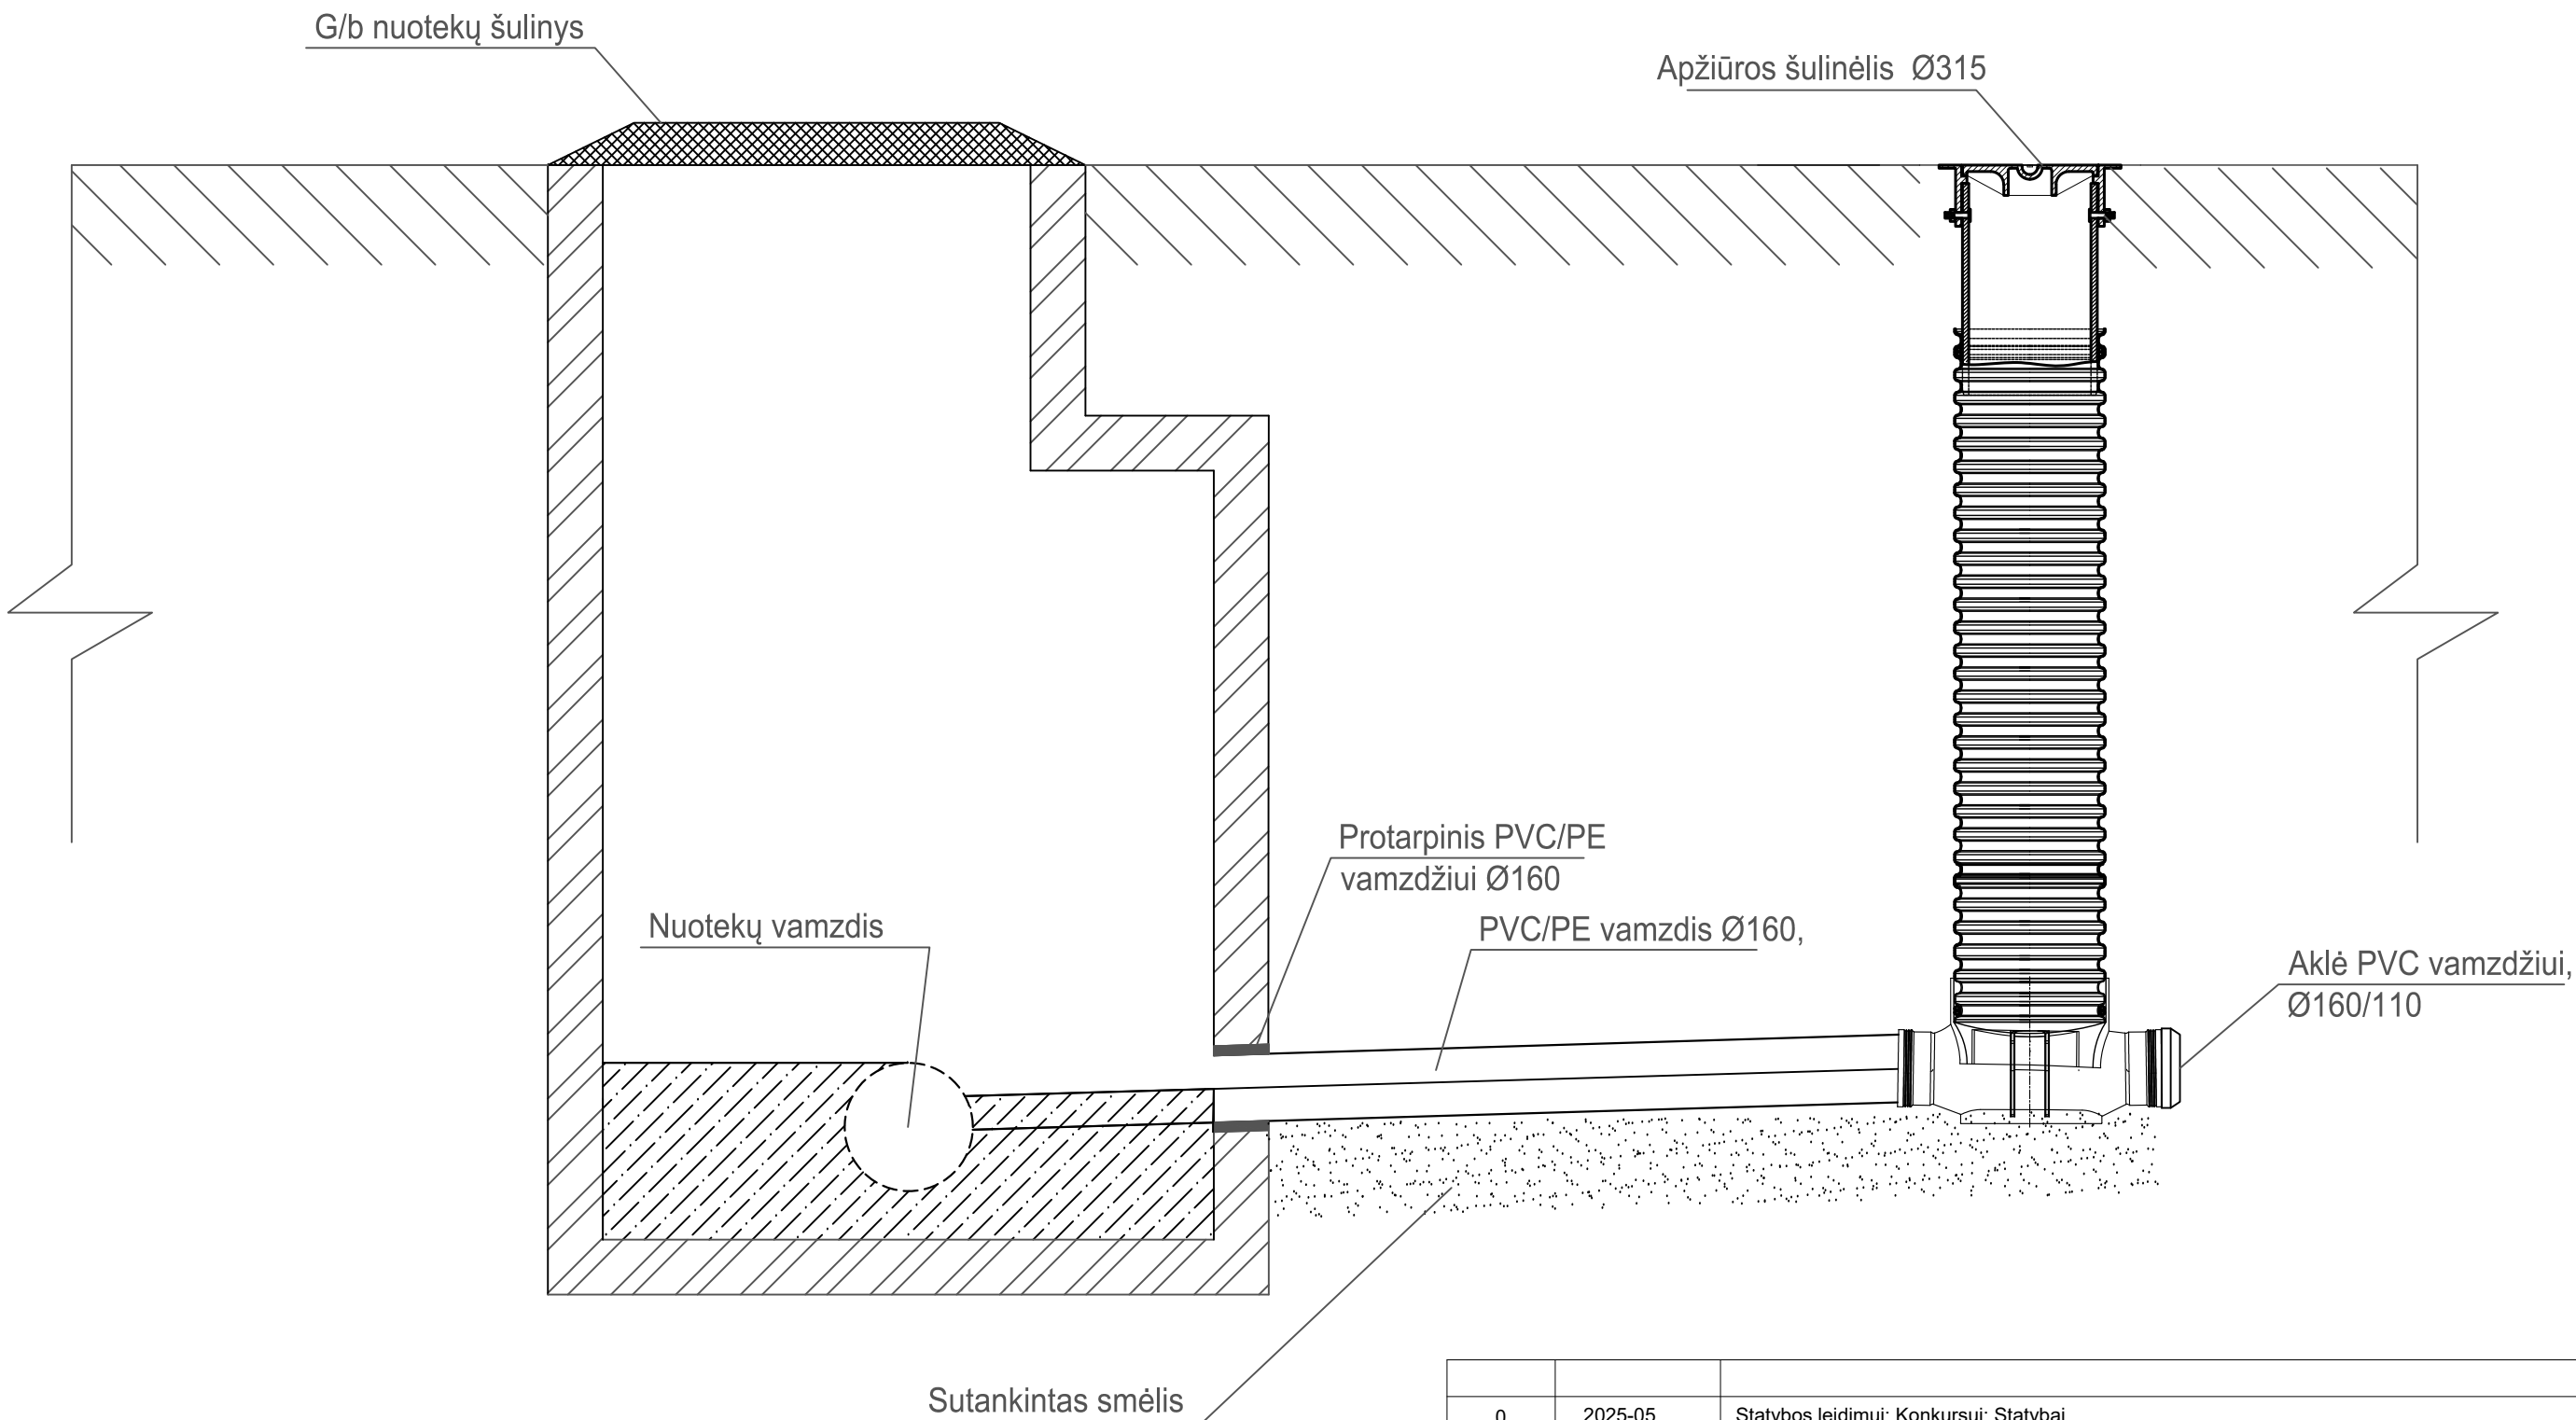 G/b nuotekų šulinys
Apžiūros šulinėlis Ø315
Protarpinis PVC/PE
vamzdžiui Ø160
Nuotekų vamzdis
PVC/PE vamzdis Ø160,
Aklė PVC vamzdžiui,
Ø160/110
Sutankintas smėlis
0 2025-05 Statybos leidimui; Konkursui; Statybai